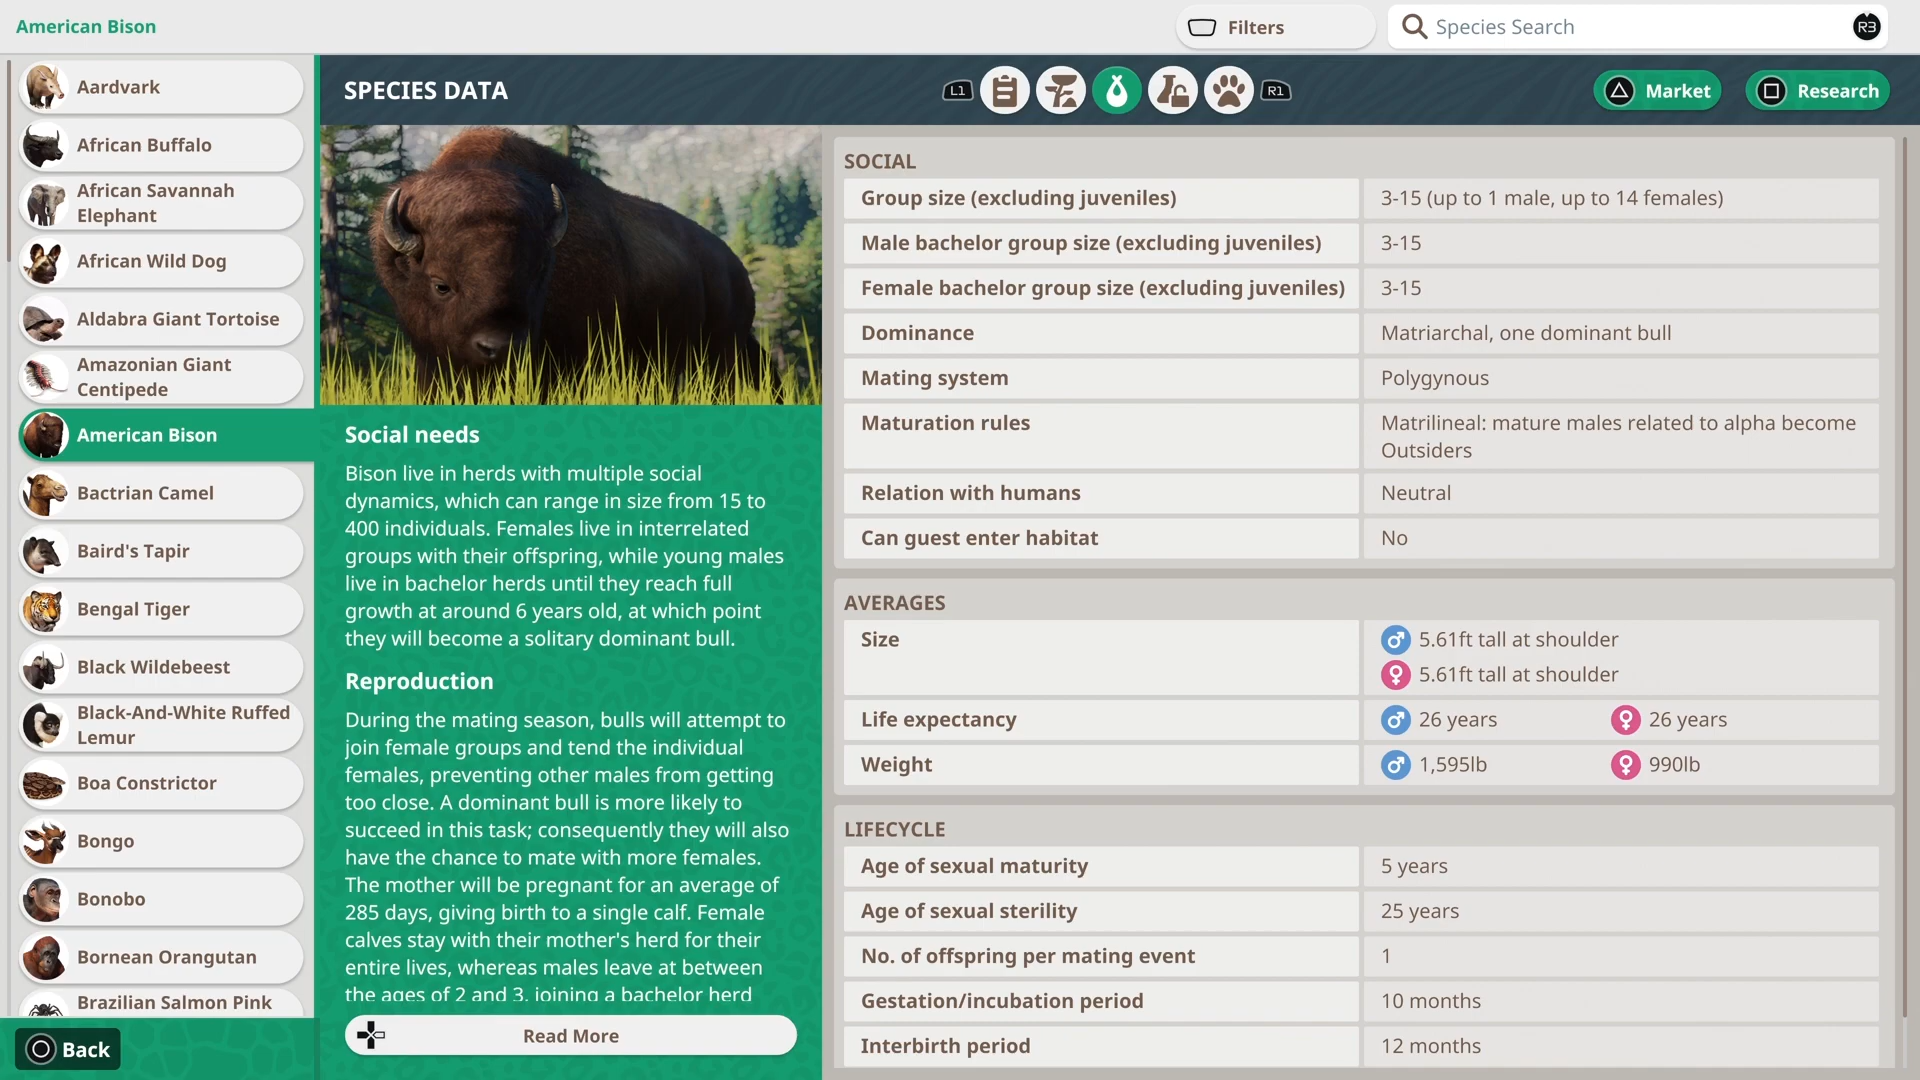 American Bison
Filters
Species Search
R3
Aardvark
African Buffalo
African Savannah
Elephant
African Wild Dog
Aldabra Giant Tortoise
Amazonian Giant
Centipede
American Bison
Bactrian Camel
Baird's Tapir
Bengal Tiger
Black Wildebeest
Black-And-White Ruffed
Lemur
Boa Constrictor
Bongo
Bonobo
Bornean Orangutan
Brazilian Salmon Pink
Back
SPECIES DATA
L1
R1
Market
Research
Social needs
Bison live in herds with multiple social
dynamics, which can range in size from 15 to
400 individuals. Females live in interrelated
groups with their offspring, while young males
live in bachelor herds until they reach full
growth at around 6 years old, at which point
they will become a solitary dominant bull.
Reproduction
During the mating season, bulls will attempt to
join female groups and tend the individual
females, preventing other males from getting
too close. A dominant bull is more likely to
succeed in this task; consequently they will also
have the chance to mate with more females.
The mother will be pregnant for an average of
285 days, giving birth to a single calf. Female
calves stay with their mother's herd for their
entire lives, whereas males leave at between
the ages of 2 and 3, joining a bachelor herd
Read More
SOCIAL
Group size (excluding juveniles) 3-15 (up to 1 male, up to 14 females)
Male bachelor group size (excluding juveniles) 3-15
Female bachelor group size (excluding juveniles) 3-15
Dominance Matriarchal, one dominant bull
Mating system Polygynous
Maturation rules Matrilineal: mature males related to alpha become
Outsiders
Relation with humans Neutral
Can guest enter habitat No
AVERAGES
Size ♂ 5.61ft tall at shoulder
♀ 5.61ft tall at shoulder
Life expectancy ♂ 26 years ♀ 26 years
Weight ♂ 1,595lb ♀ 990lb
LIFECYCLE
Age of sexual maturity 5 years
Age of sexual sterility 25 years
No. of offspring per mating event 1
Gestation/incubation period 10 months
Interbirth period 12 months